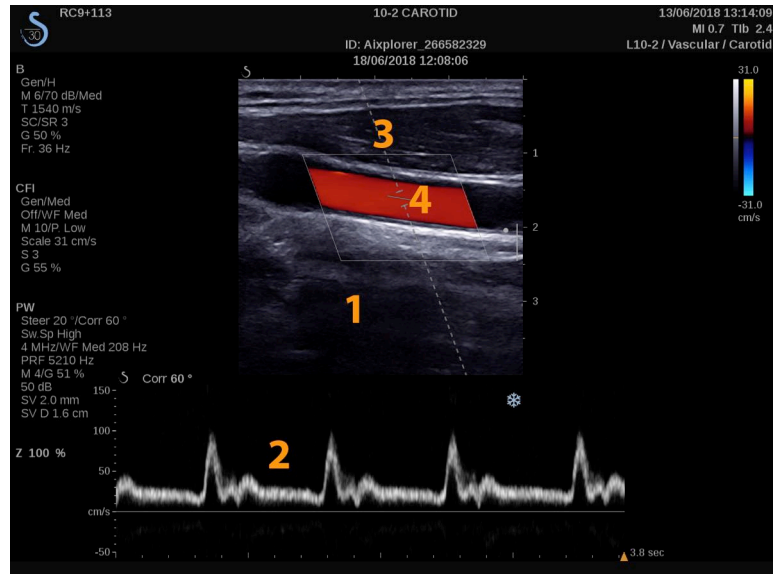 RC9+113
10-2 CAROTID
13/06/2018 13:14:09
MI 0.7 TIb 2.4
30
ID: Aixplorer_266582329
L10-2 / Vascular / Carotid
18/06/2018 12:08:06
B
Gen/H
M 6/70 dB/Med
T 1540 m/s
SC/SR 3
G 50 %
Fr. 36 Hz
CFI
Gen/Med
Off/WF Med
M 10/P. Low
Scale 31 cm/s
S 3
G 55 %
PW
Steer 20 °/Corr 60 °
Sw.Sp High
4 MHz/WF Med 208 Hz
PRF 5210 Hz
M 4/G 51 %
50 dB
SV 2.0 mm
SV D 1.6 cm
Z 100 %
3
4
1
1
2
3
31.0
-31.0
cm/s
Corr 60 °
150
100
50
cm/s
-50
2
3.8 sec